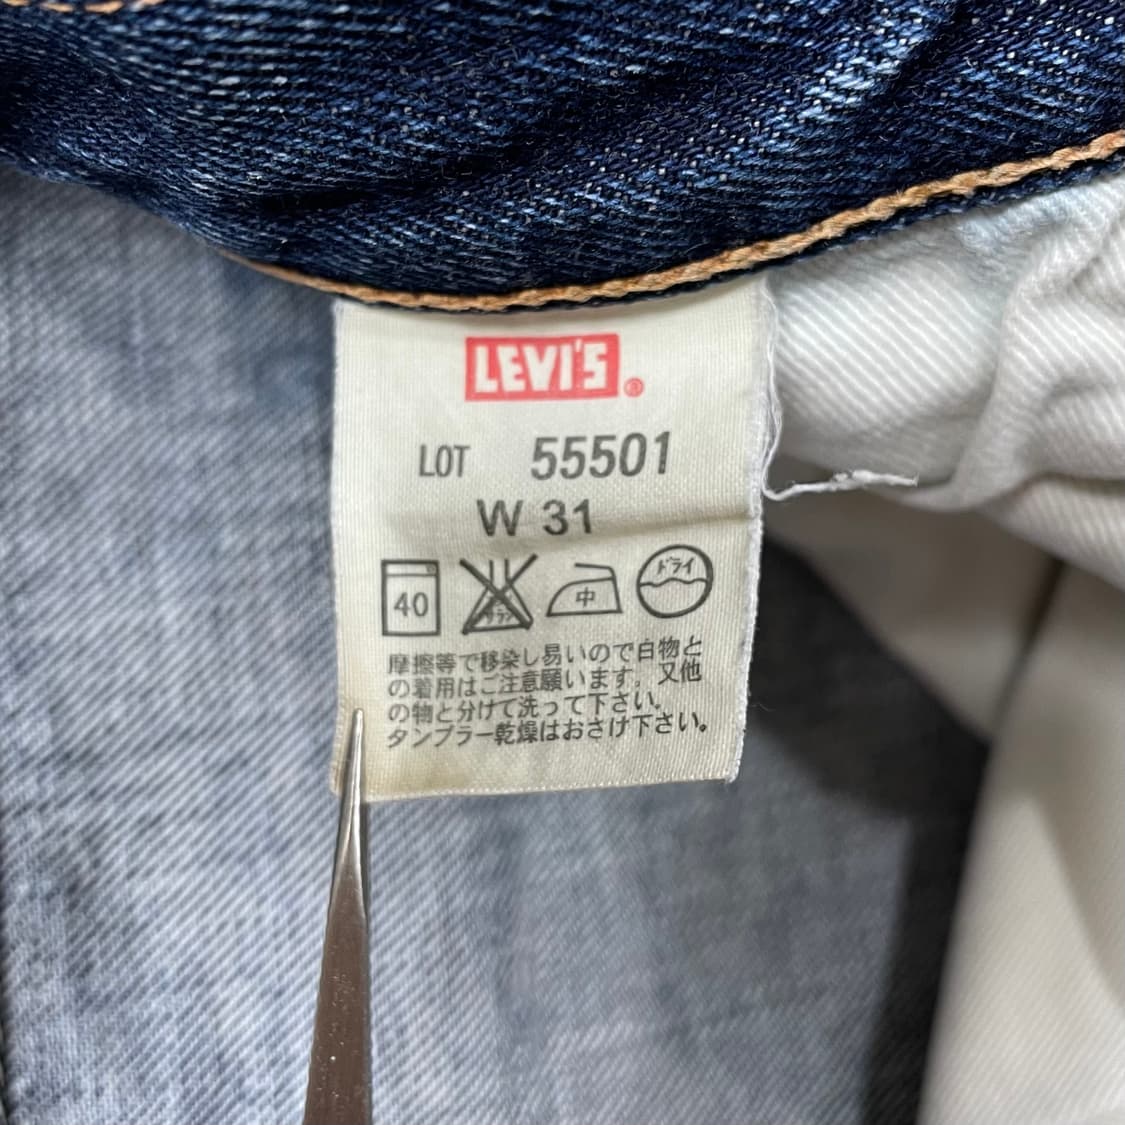 LEVI'S ®
LOT 55501
W 31
40 中 ドライ
摩擦等で移染し易いので白物と
の着用はご注意願います。又他
の物と分けて洗って下さい。
タンブラー乾燥はおさけ下さい。